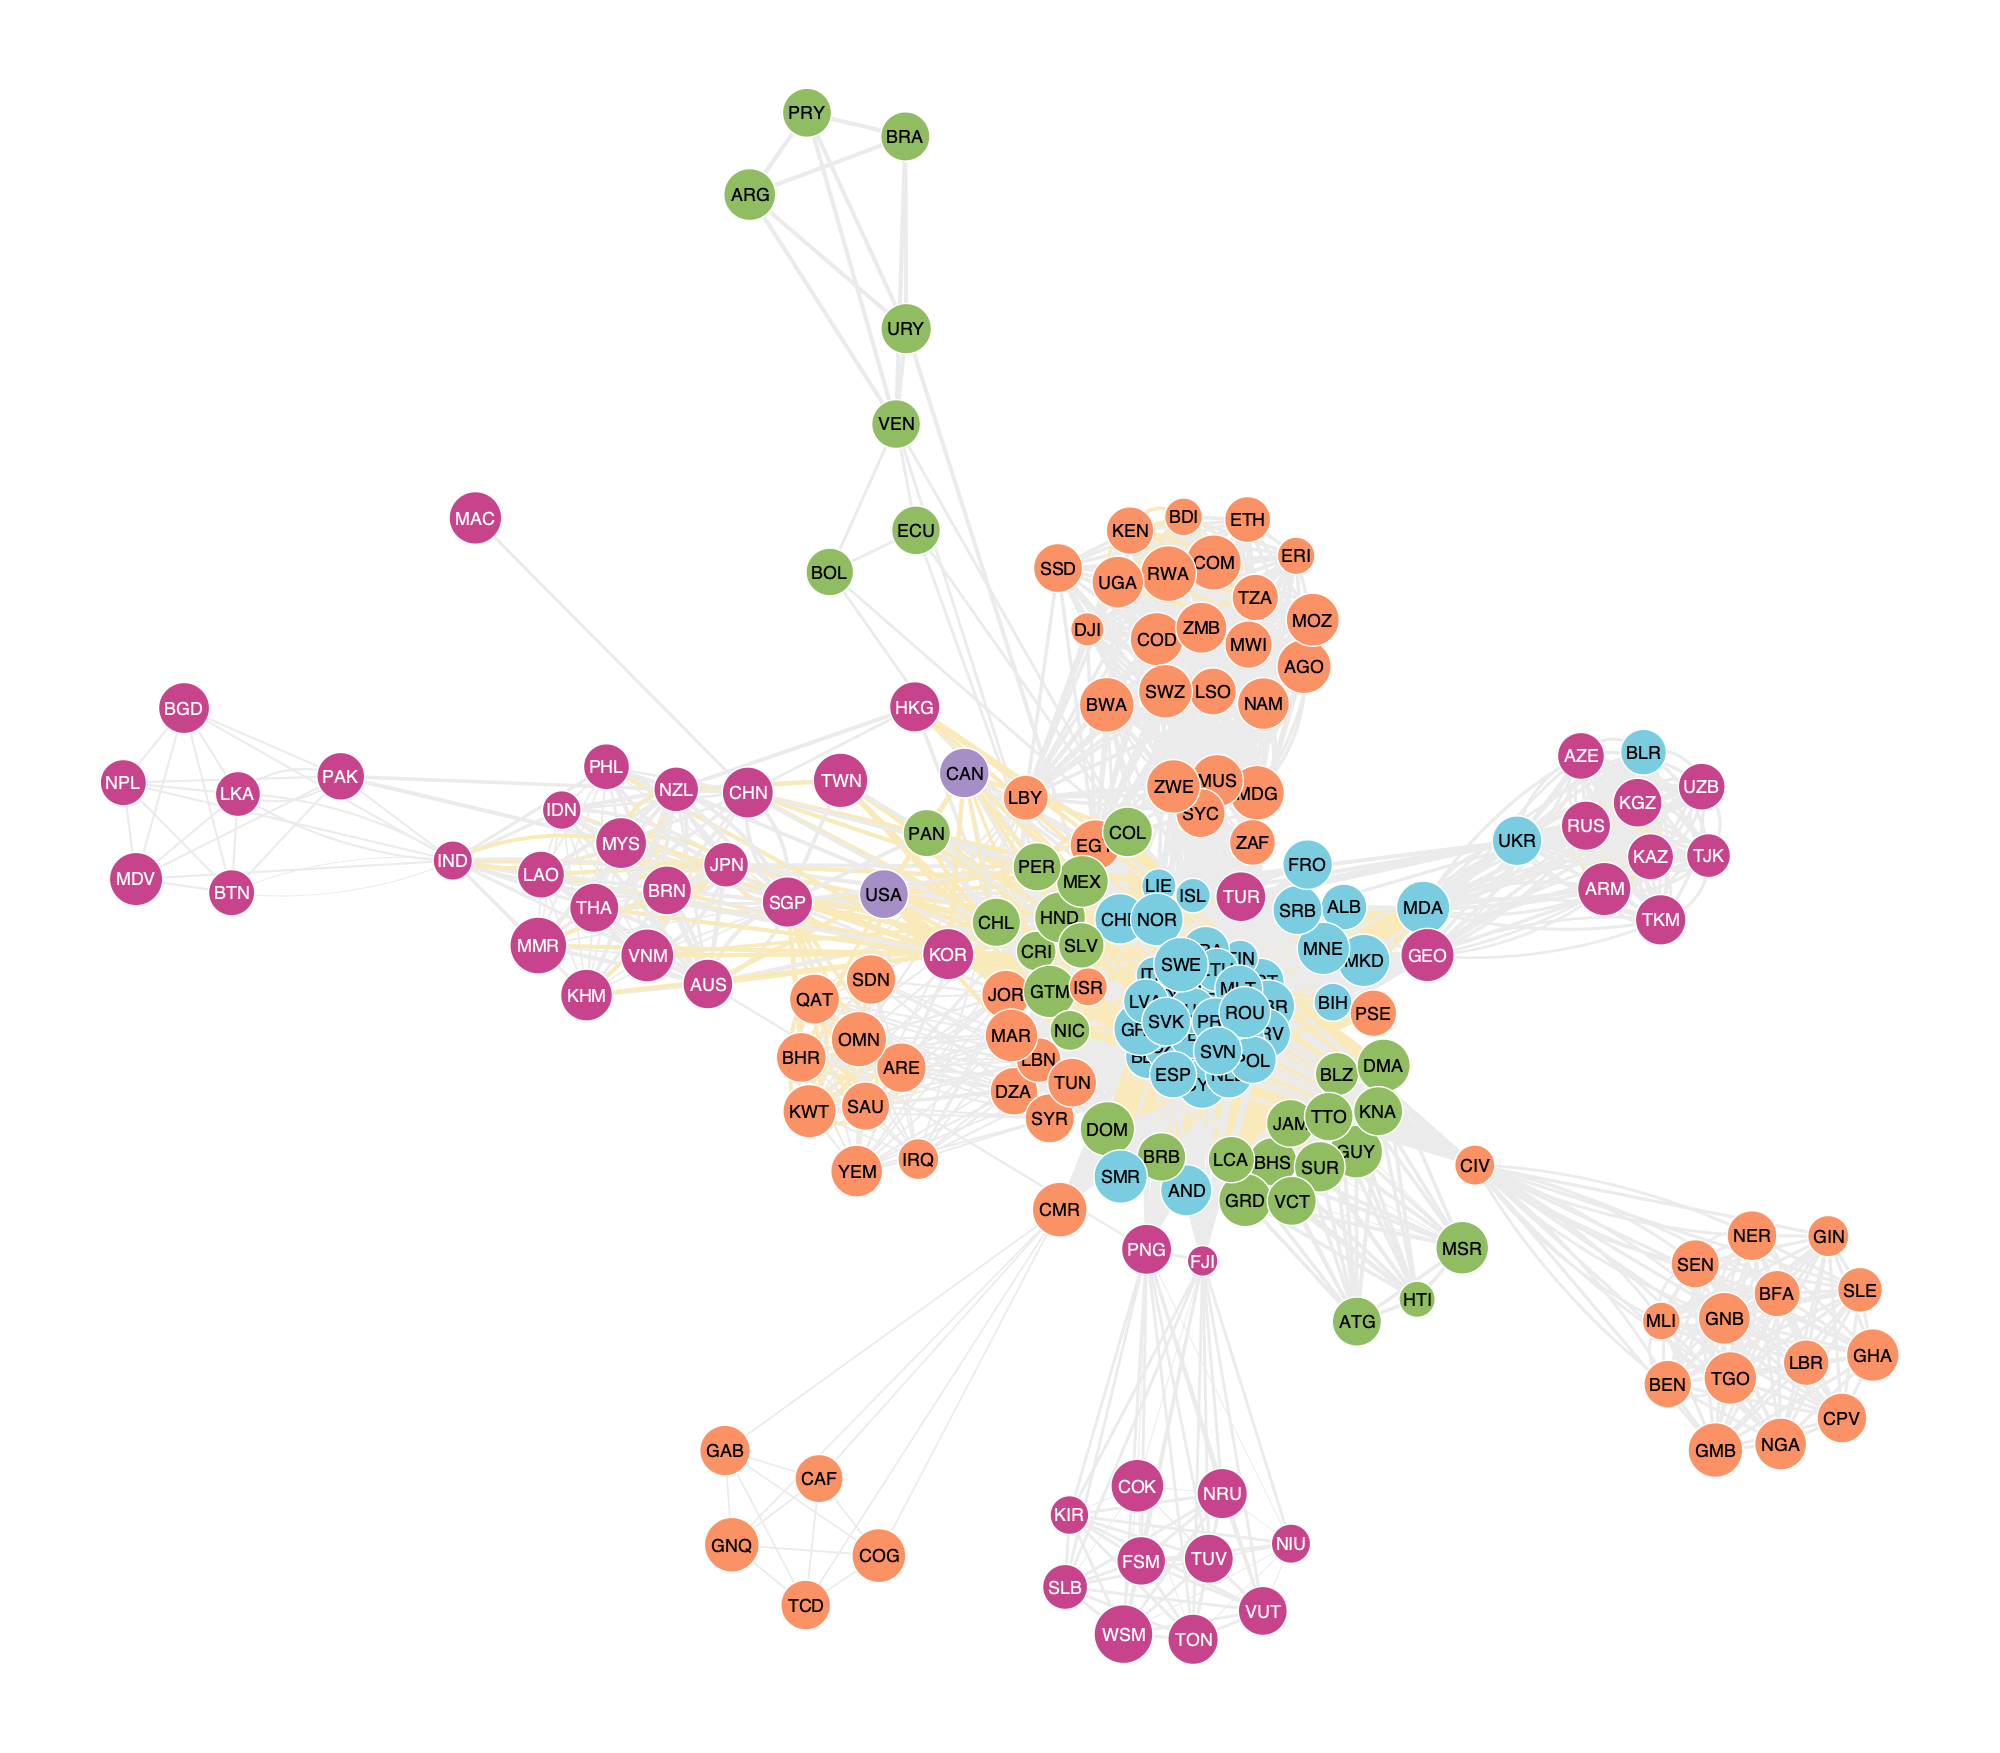 PRY
BRA
ARG
URY
VEN
MAC
ECU
BOL
KEN
BDI
ETH
ERI
SSD
UGA
RWA
COM
TZA
MOZ
DJI
COD
ZMB
MWI
AGO
SWZ
LSO
NAM
BWA
BGD
HKG
NPL
LKA
PAK
PHL
NZL
CHN
TWN
CAN
LBY
ZWE
MUS
MDG
SYC
ZAF
AZE
BLR
UZB
KGZ
RUS
UKR
KAZ
TJK
ARM
TKM
IDN
MYS
PAN
COL
IND
LAO
JPN
PER
MEX
FRO
MDV
BTN
THA
BRN
SGP
USA
LIE
ISL
TUR
SRB
ALB
MDA
CHL
HND
NOR
MMR
VNM
KOR
CRI
SLV
MNE
MKD
GEO
KHM
AUS
QAT
SDN
JOR
GTM
ISR
SWE
BIH
PSE
OMN
MAR
NIC
SVK
ROU
BHR
ARE
LBN
TUN
SVN
ESP
KWT
SAU
DZA
SYR
BLZ
DMA
YEM
IRQ
DOM
JAM
TTO
KNA
BRB
LCA
BHS
SUR
GUY
SMR
AND
GRD
VCT
CIV
CMR
PNG
FJI
MSR
HTI
ATG
NER
GIN
SEN
BFA
SLE
MLI
GNB
GHA
BEN
TGO
LBR
CPV
GMB
NGA
GAB
CAF
GNQ
COG
TCD
COK
NRU
KIR
NIU
FSM
TUV
SLB
VUT
WSM
TON